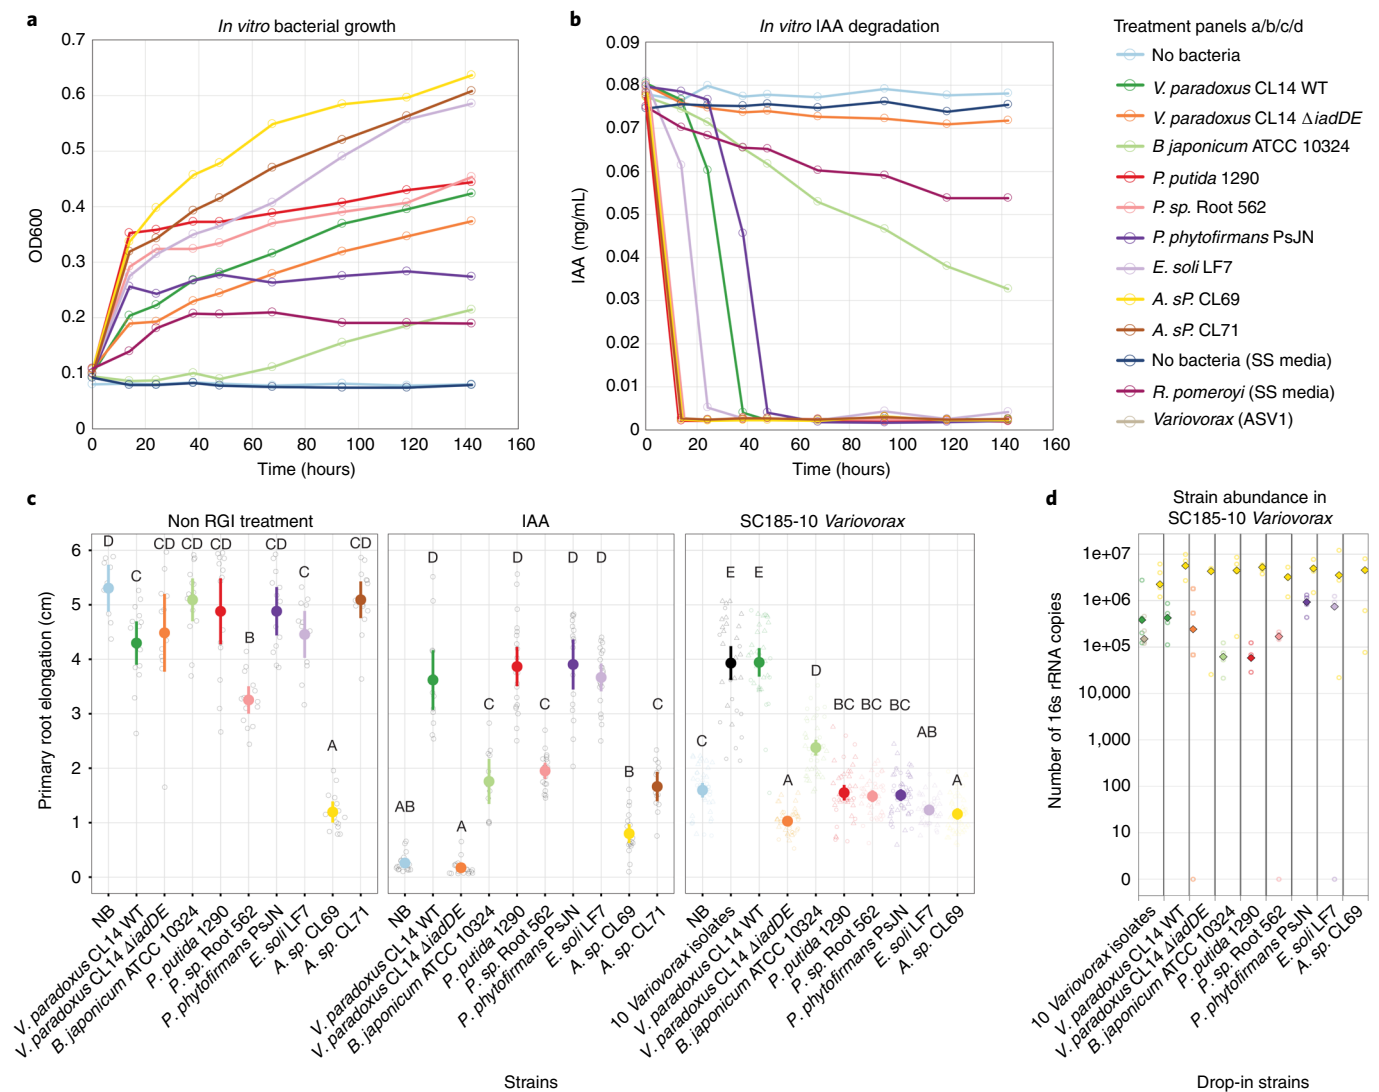 a
In vitro bacterial growth
0.7
0.6
0.5
0.4
0.3
0.2
0.1
0
OD600
0 20 40 60 80 100 120 140 160
Time (hours)
b
In vitro IAA degradation
0.09
0.08
0.07
0.06
0.05
0.04
0.03
0.02
0.01
0
IAA (mg/mL)
0 20 40 60 80 100 120 140 160
Time (hours)
Treatment panels a/b/c/d
No bacteria
V. paradoxus CL14 WT
V. paradoxus CL14 ΔiadDE
B japonicum ATCC 10324
P. putida 1290
P. sp. Root 562
P. phytofirmans PsJN
E. soli LF7
A. sP. CL69
A. sP. CL71
No bacteria (SS media)
R. pomeroyi (SS media)
Variovorax (ASV1)
c
Non RGI treatment
IAA
SC185-10 Variovorax
Primary root elongation (cm)
6
5
4
3
2
1
0
D C CD CD CD B CD C A CD
AB D A C D C D D B C
C E E A D BC BC BC AB A
NB
V. paradoxus CL14 WT
V. paradoxus CL14 ΔiadDE
B. japonicum ATCC 10324
P. putida 1290
P. sp. Root 562
P. phytofirmans PsJN
E. soli LF7
A. sp. CL69
A. sp. CL71
NB
V. paradoxus CL14 WT
V. paradoxus CL14 ΔiadDE
B. japonicum ATCC 10324
P. putida 1290
P. sp. Root 562
P. phytofirmans PsJN
E. soli LF7
A. sp. CL69
A. sp. CL71
NB
10 Variovorax isolates
V. paradoxus CL14 WT
V. paradoxus CL14 ΔiadDE
B. japonicum ATCC 10324
P. putida 1290
P. sp. Root 562
P. phytofirmans PsJN
E. soli LF7
A. sp. CL69
Strains
d
Strain abundance in
SC185-10 Variovorax
Number of 16s rRNA copies
1e+07
1e+06
1e+05
10,000
1,000
100
10
0
10 Variovorax isolates
V. paradoxus CL14 WT
V. paradoxus CL14 ΔiadDE
B. japonicum ATCC 10324
P. putida 1290
P. sp. Root 562
P. phytofirmans PsJN
E. soli LF7
A. sp. CL69
Drop-in strains